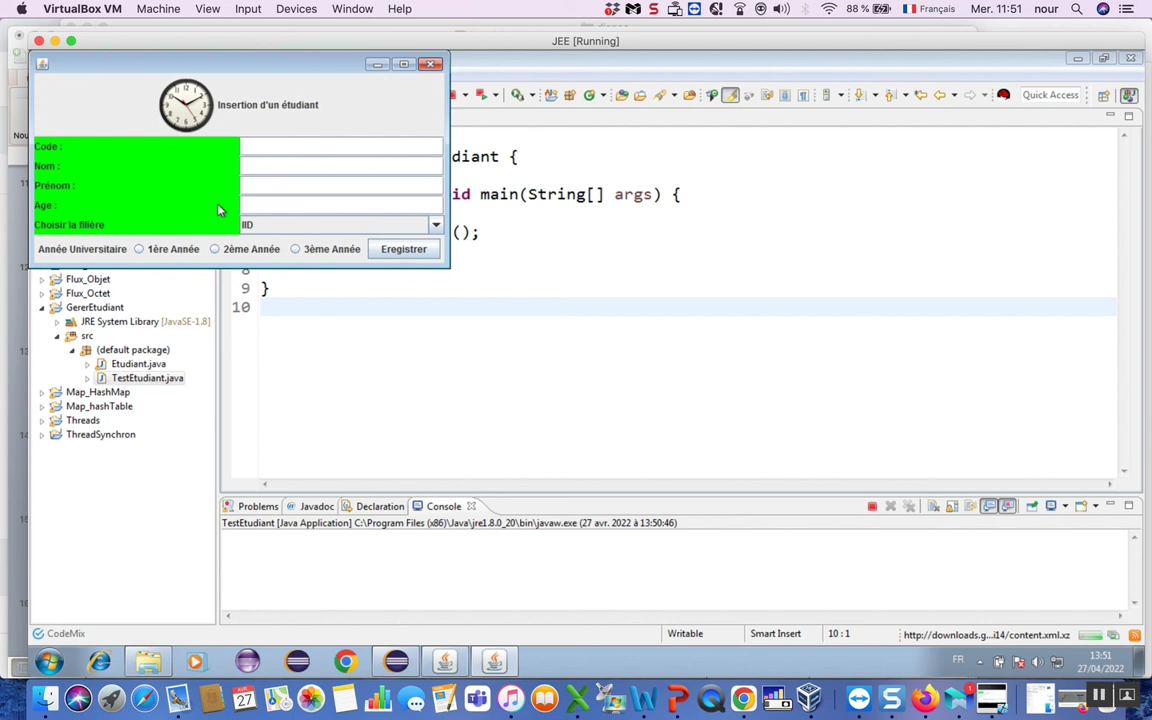 VirtualBox VM Machine View Input Devices Window Help 88 % Français Mer. 11:51 nour
JEE [Running]
Insertion d'un étudiant
Code :
Nom :
Prénom :
Age :
Choisir la filière IID
Année Universitaire 1ère Année 2ème Année 3ème Année Eregistrer
Quick Access
diant {
id main(String[] args) {
();
8
9 }
10
Flux_Objet
Flux_Octet
GererEtudiant
JRE System Library [JavaSE-1.8]
src
(default package)
Etudiant.java
TestEtudiant.java
Map_HashMap
Map_hashTable
Threads
ThreadSynchron
Problems Javadoc Declaration Console
TestEtudiant [Java Application] C:\Program Files (x86)\Java\jre1.8.0_20\bin\javaw.exe (27 avr. 2022 à 13:50:46)
CodeMix Writable Smart Insert 10 : 1 http://downloads.g...i14/content.xml.xz
FR 13:51
27/04/2022